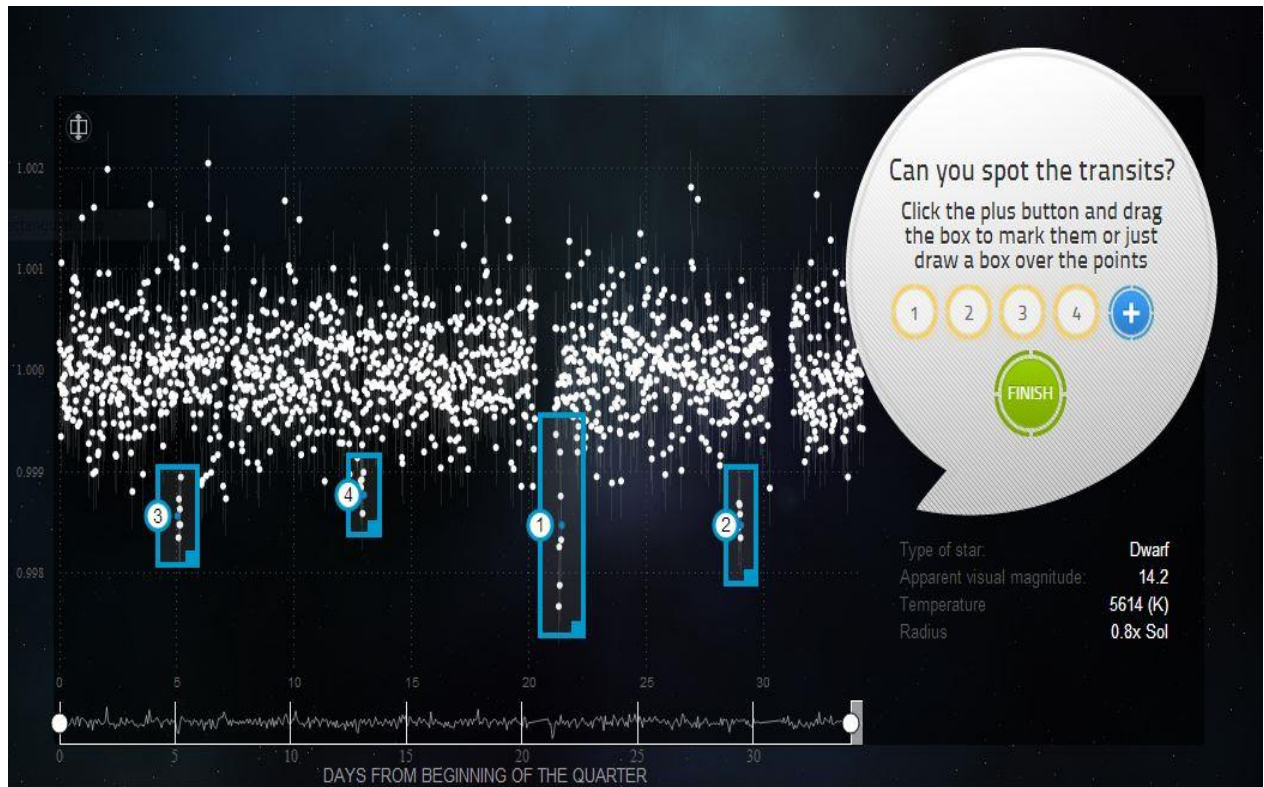 Can you spot the transits?
Click the plus button and drag
the box to mark them or just
draw a box over the points
1 2 3 4 +
FINISH
1.002
1.001
1.000
0.999
0.998
3
4
1
2
Type of star: Dwarf
Apparent visual magnitude: 14.2
Temperature 5614 (K)
Radius 0.8x Sol
0 5 10 15 20 25 30
0 5 10 15 20 25 30
DAYS FROM BEGINNING OF THE QUARTER